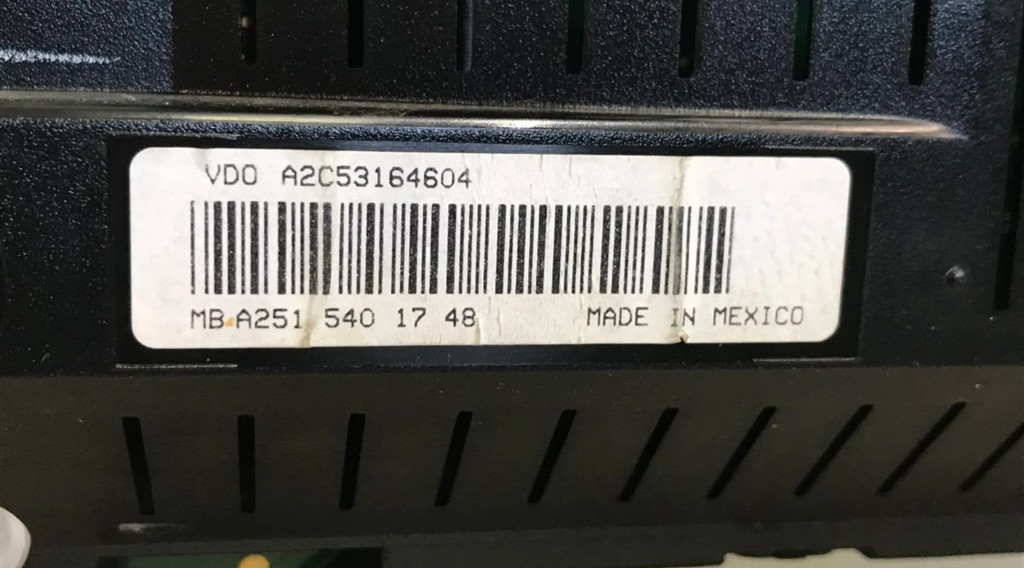 VDO A2C53164604
MB A251 540 17 48 MADE IN MEXICO